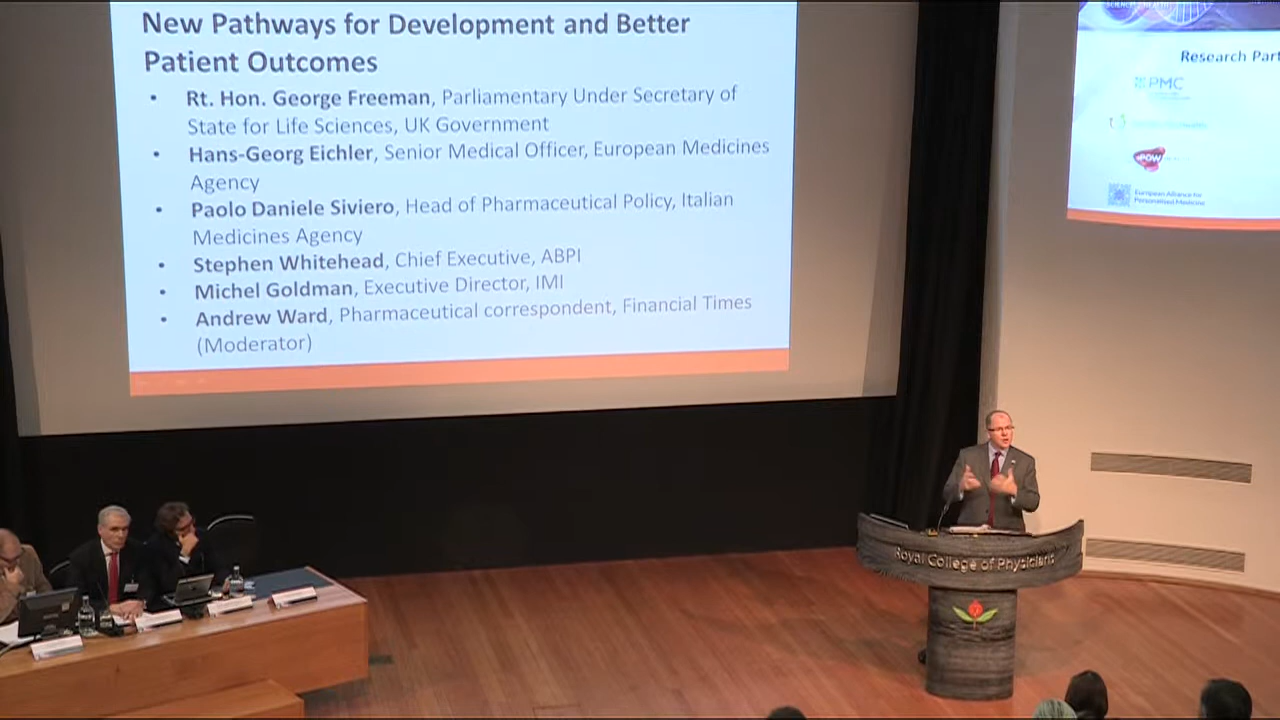 New Pathways for Development and Better
Patient Outcomes
• Rt. Hon. George Freeman, Parliamentary Under Secretary of
State for Life Sciences, UK Government
• Hans-Georg Eichler, Senior Medical Officer, European Medicines
Agency
• Paolo Daniele Siviero, Head of Pharmaceutical Policy, Italian
Medicines Agency
• Stephen Whitehead, Chief Executive, ABPI
• Michel Goldman, Executive Director, IMI
• Andrew Ward, Pharmaceutical correspondent, Financial Times
(Moderator)
Research Part
PMC
European Alliance for
Personalised Medicine
Royal College of Physicians